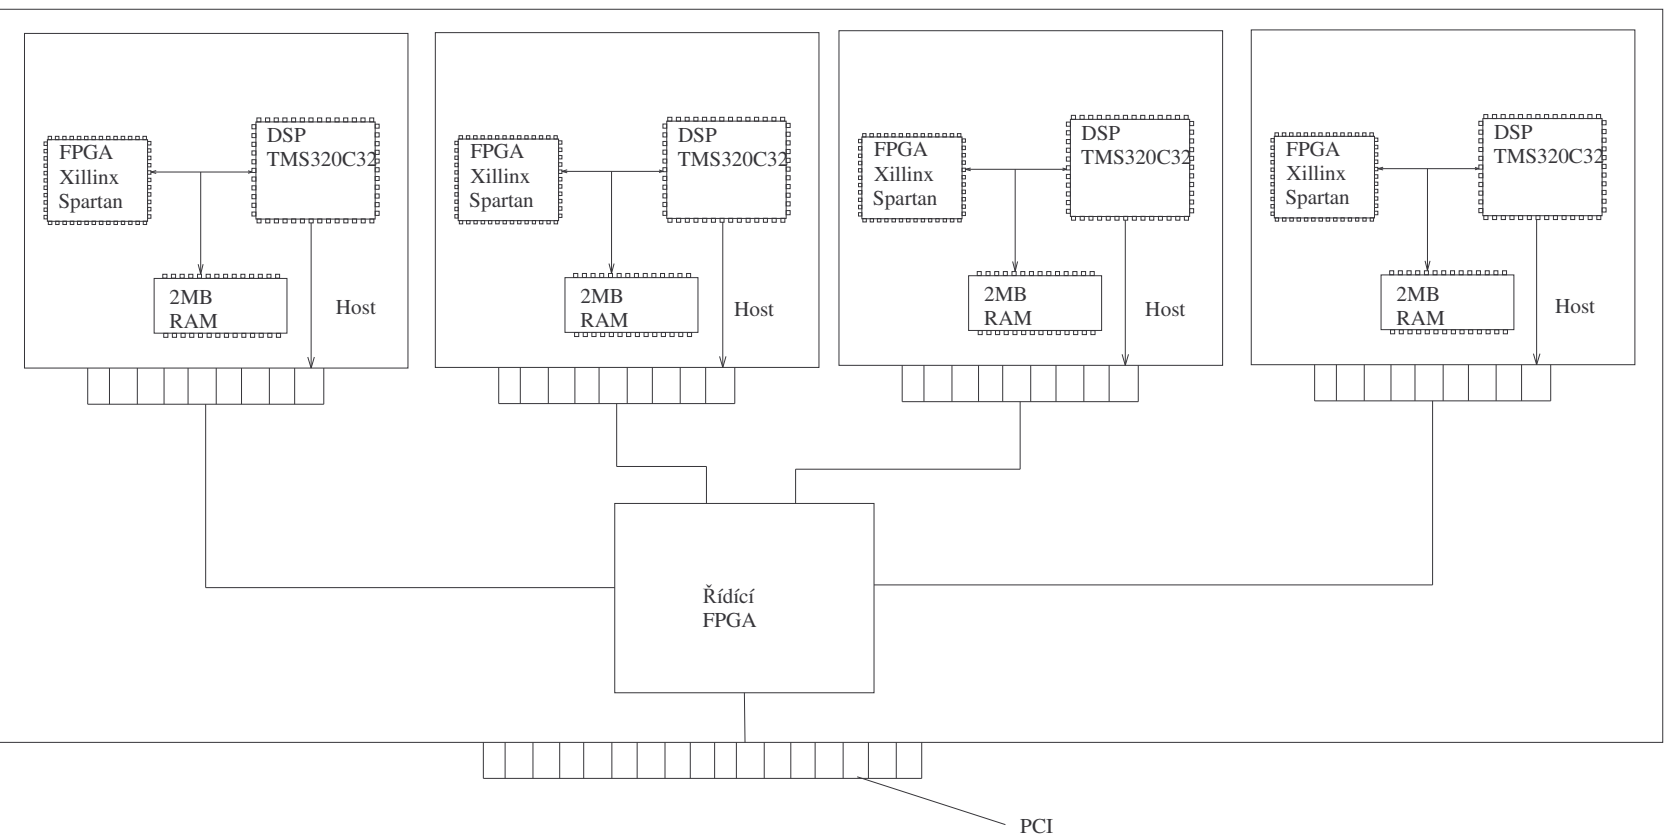 FPGA
Xillinx
Spartan
DSP
TMS320C32
2MB
RAM
Host
FPGA
Xillinx
Spartan
DSP
TMS320C32
2MB
RAM
Host
FPGA
Xillinx
Spartan
DSP
TMS320C32
2MB
RAM
Host
FPGA
Xillinx
Spartan
DSP
TMS320C32
2MB
RAM
Host
Řídící
FPGA
PCI